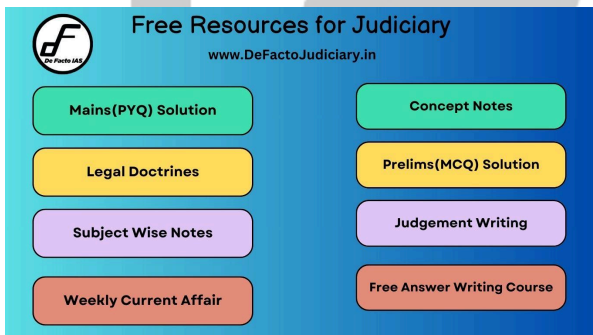 Free Resources for Judiciary
www.DeFactoJudiciary.in
De Facto IAS
Mains(PYQ) Solution
Concept Notes
Legal Doctrines
Prelims(MCQ) Solution
Subject Wise Notes
Judgement Writing
Weekly Current Affair
Free Answer Writing Course